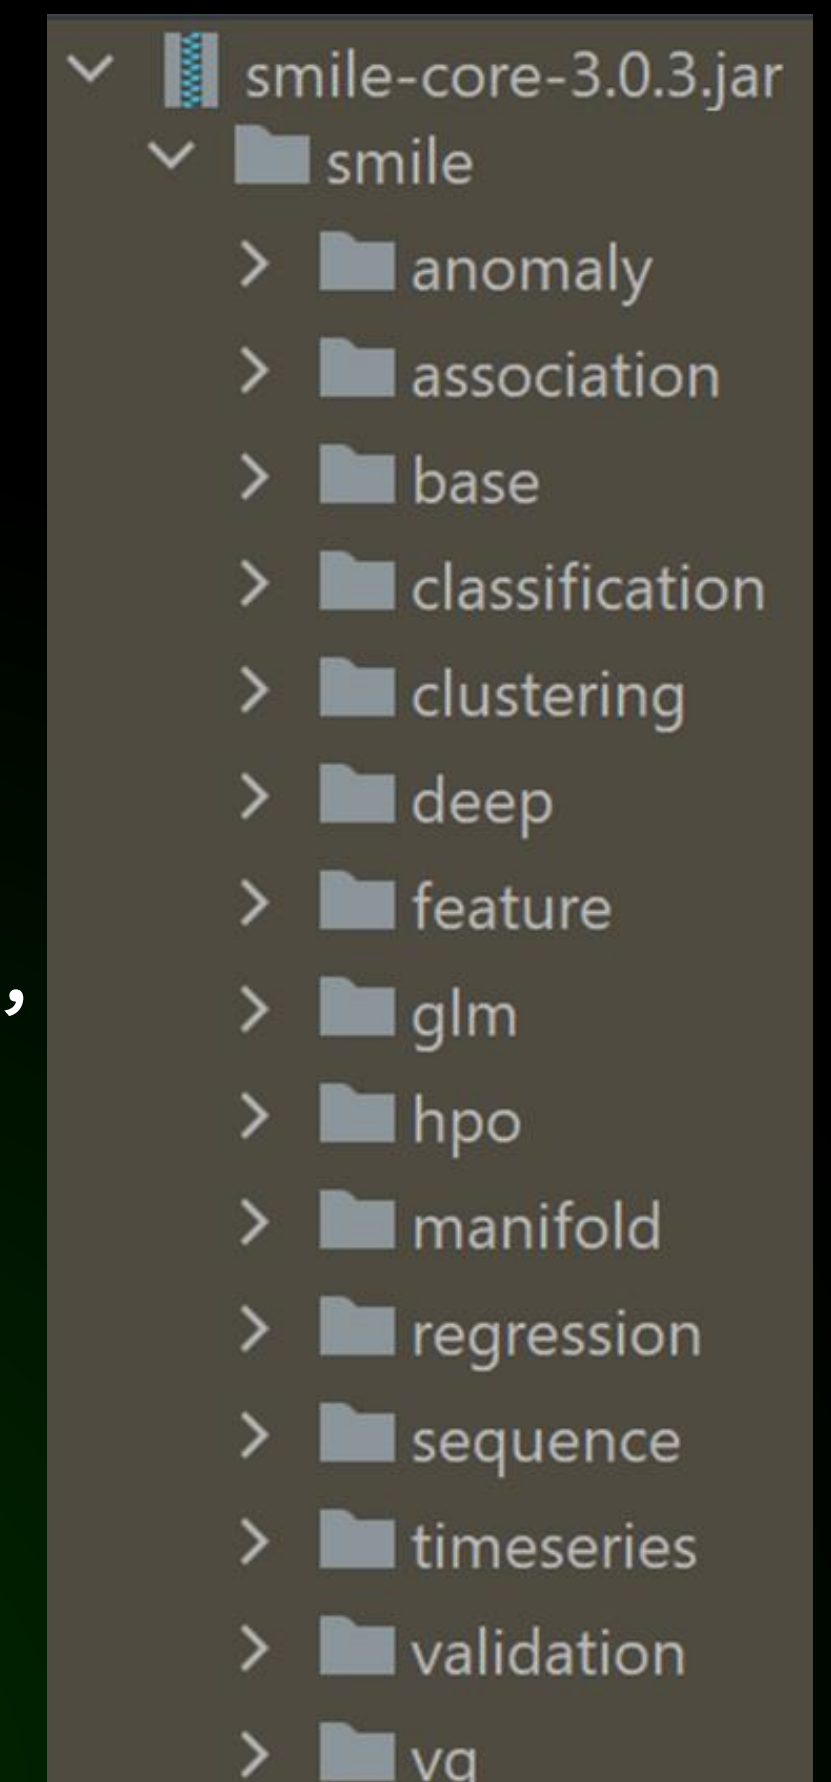 smile-core-3.0.3.jar
smile
anomaly
association
base
classification
clustering
deep
feature
,
glm
hpo
manifold
regression
sequence
timeseries
validation
vq